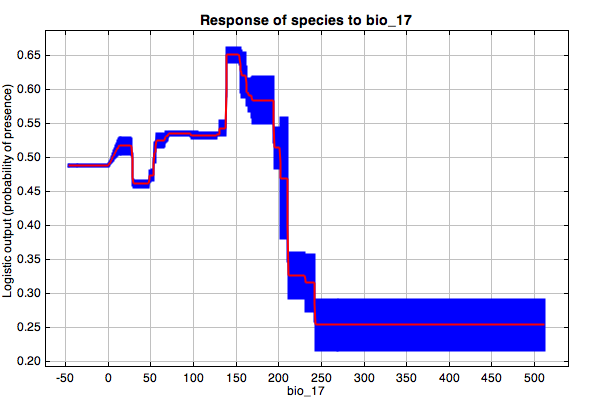 Response of species to bio_17
Logistic output (probability of presence)
0.65
0.60
0.55
0.50
0.45
0.40
0.35
0.30
0.25
0.20
-50 0 50 100 150 200 250 300 350 400 450 500
bio_17